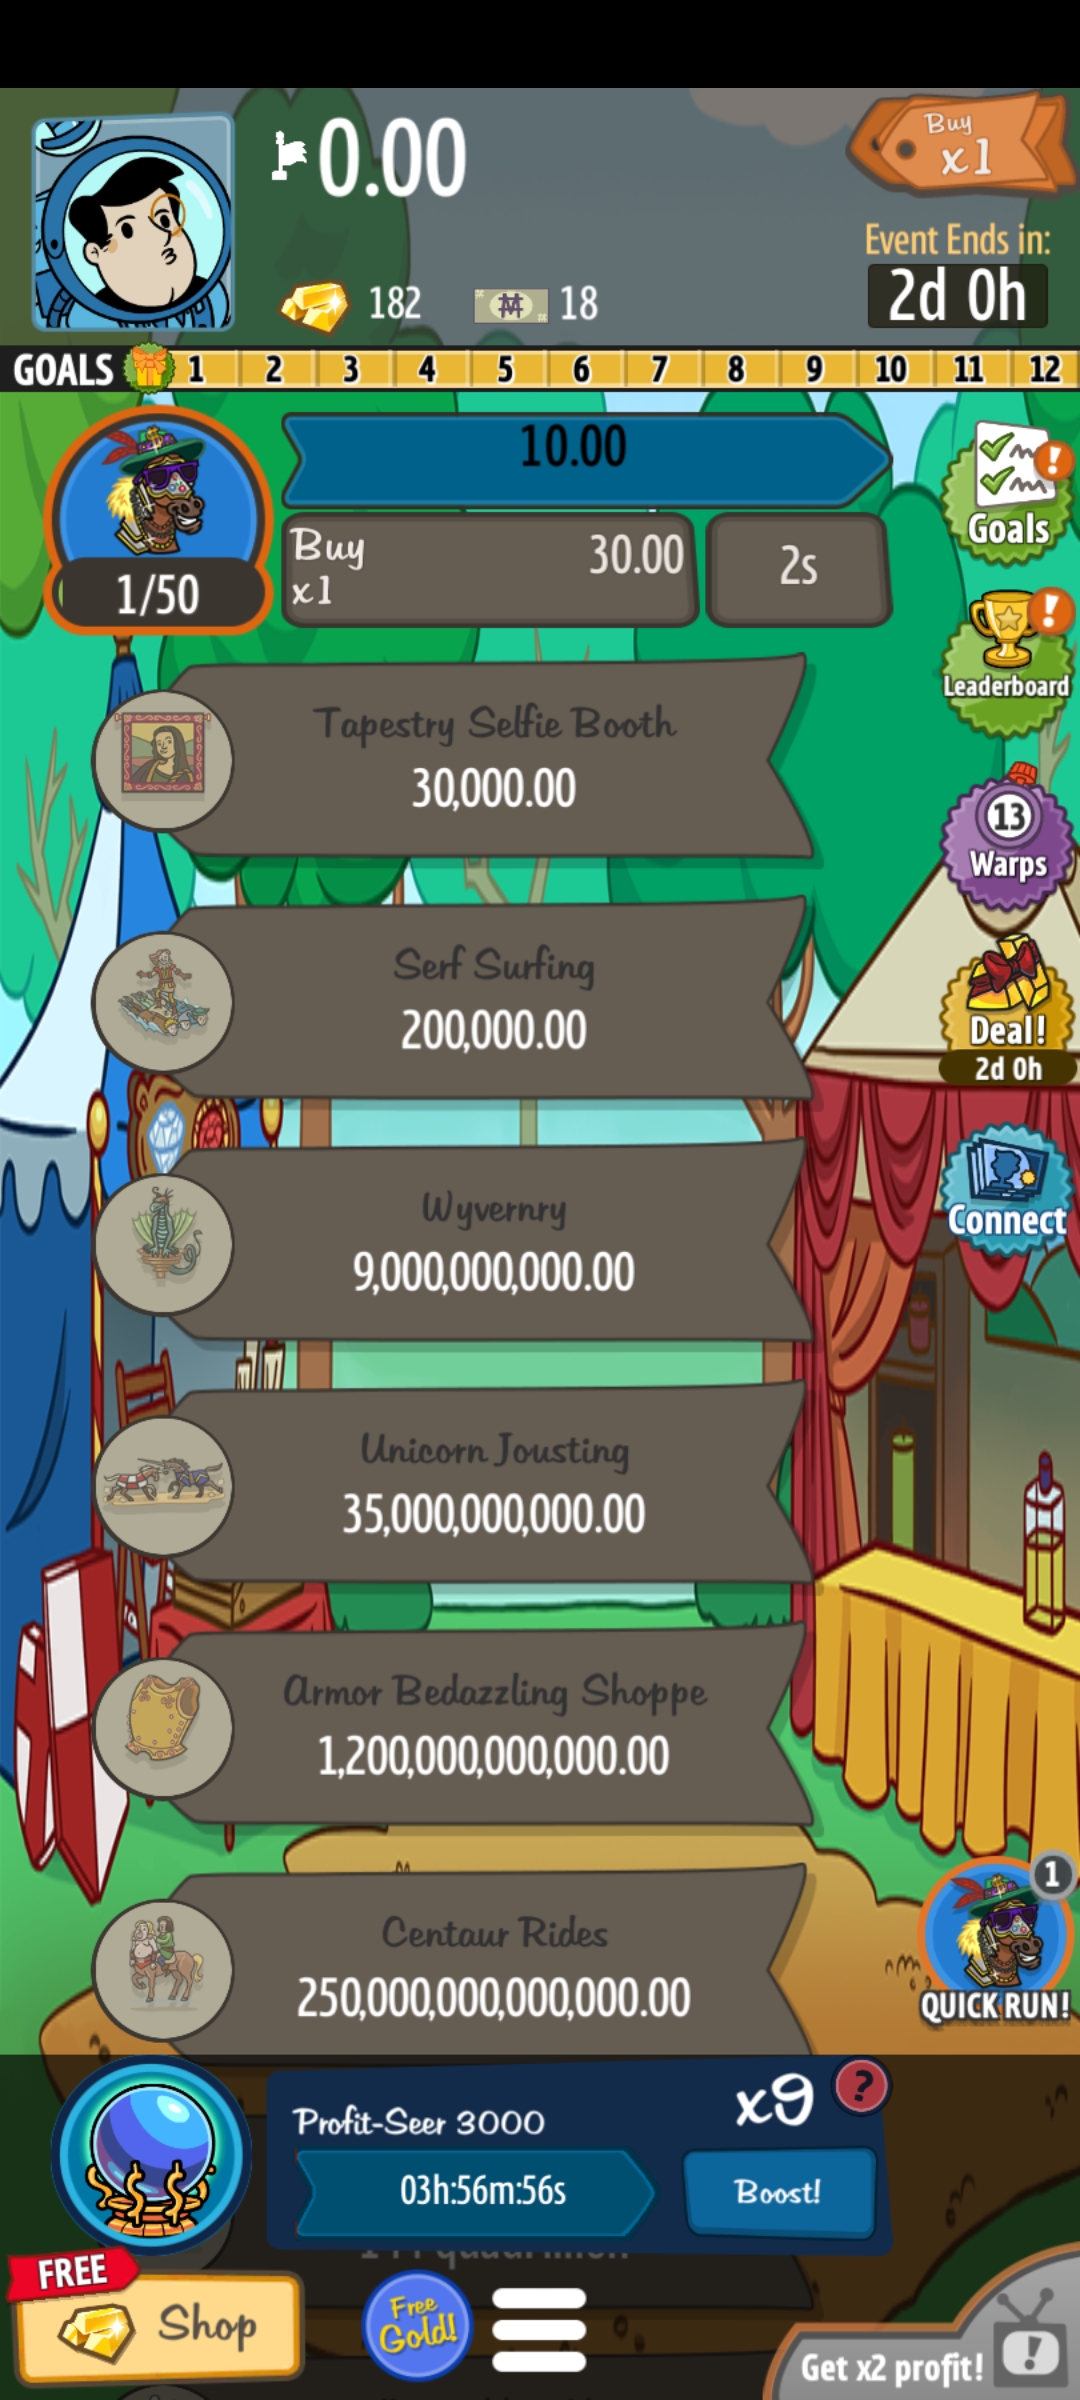 0.00
Buy
x1
182
18
Event Ends in:
2d 0h
GOALS 1 2 3 4 5 6 7 8 9 10 11 12
10.00
1/50
Buy
x1
30.00
2s
!
Goals
!
Leaderboard
Tapestry Selfie Booth
30,000.00
13
Warps
Serf Surfing
200,000.00
Deal!
2d 0h
Wyvernry
9,000,000,000.00
Connect
Unicorn Jousting
35,000,000,000.00
Armor Bedazzling Shoppe
1,200,000,000,000.00
Centaur Rides
250,000,000,000,000.00
1
QUICK RUN!
Profit-Seer 3000
x9
?
03h:56m:56s
Boost!
FREE
Shop
Free
Gold!
Get x2 profit!
!